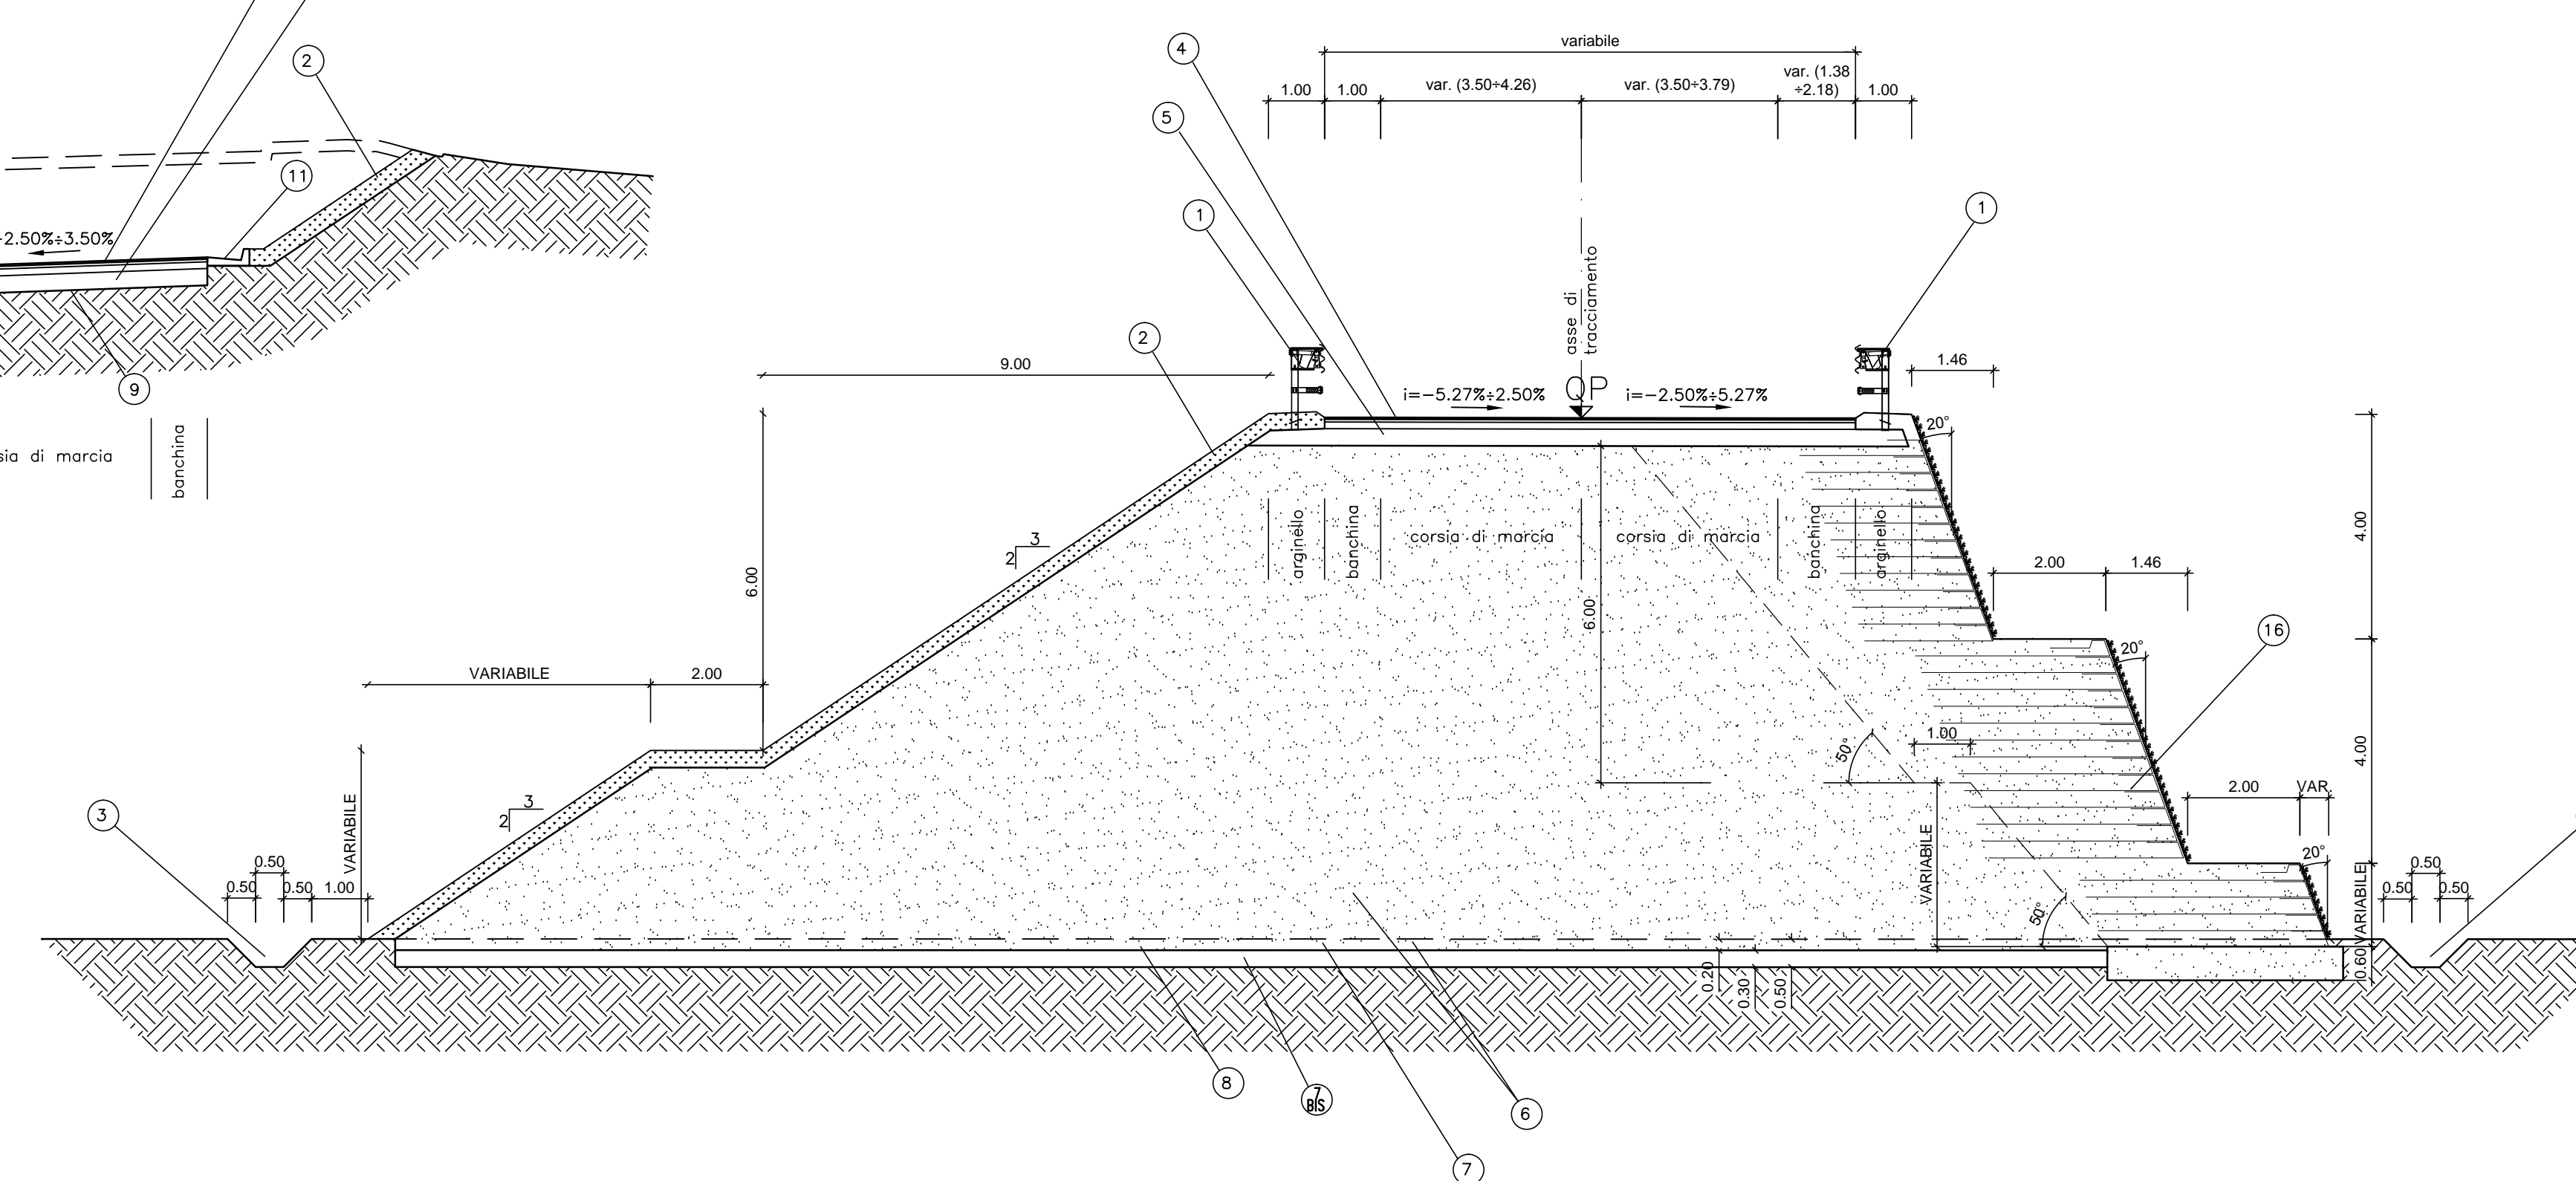 2
11
-2.50%÷3.50%
9
sia di marcia
banchina
4
5
1
2
variabile
1.00
1.00
var. (3.50÷4.26)
var. (3.50÷3.79)
var. (1.38
÷2.18)
1.00
asse di
tracciamento
1
9.00
i=-5.27%÷2.50%
QP
i=-2.50%÷5.27%
1.46
20°
4.00
arginello
banchina
corsia di marcia
corsia di marcia
banchina
arginello
3
2
6.00
6.00
2.00
1.46
20°
16
VARIABILE
2.00
50°
1.00
4.00
2.00
VAR.
3
2
3
VARIABILE
0.50
0.50
0.50
1.00
VARIABILE
50°
20°
VARIABILE
0.60
0.50
0.50
0.50
0.20
0.30
0.50
8
7
BIS
6
7